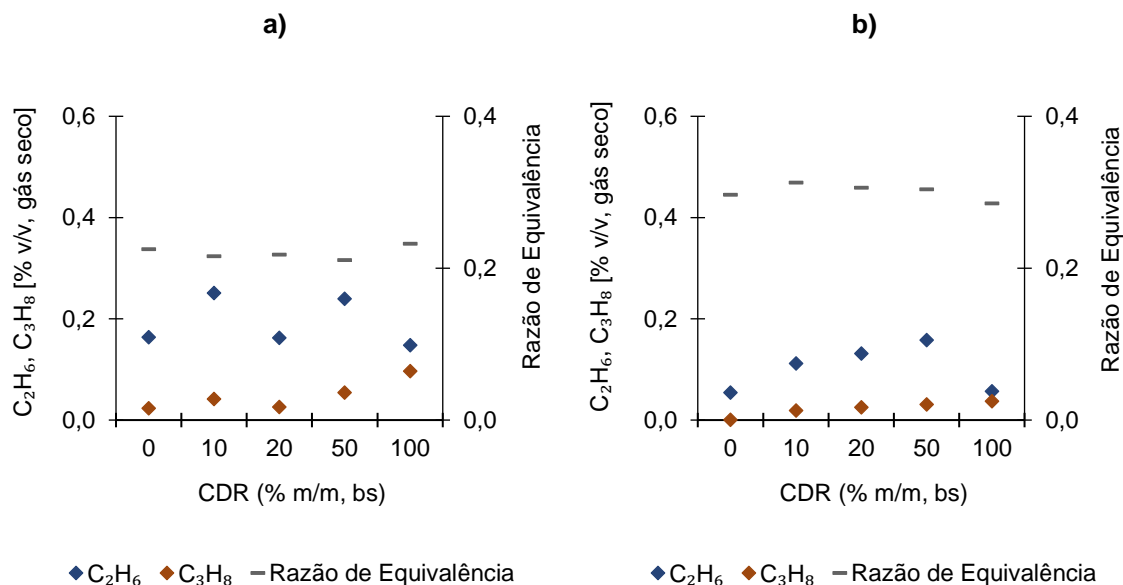 a)
C₂H₆, C₃H₈ [% v/v, gás seco]
0,6
0,4
0,2
0,0
0,4
0,2
0,0
Razão de Equivalência
0 10 20 50 100
CDR (% m/m, bs)
C₂H₆ C₃H₈ Razão de Equivalência
b)
C₂H₆, C₃H₈ [% v/v, gás seco]
0,6
0,4
0,2
0,0
0,4
0,2
0,0
Razão de Equivalência
0 10 20 50 100
CDR (% m/m, bs)
C₂H₆ C₃H₈ Razão de Equivalência